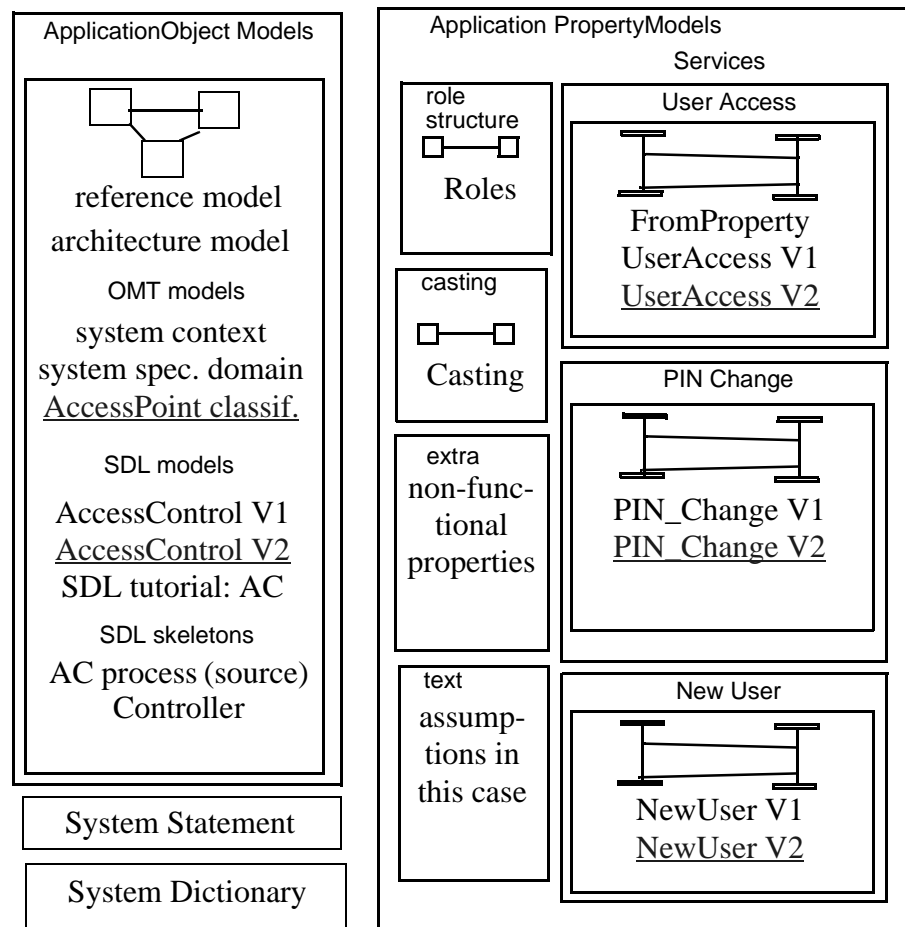 ApplicationObject Models
reference model
architecture model
OMT models
system context
system spec. domain
AccessPoint classif.
SDL models
AccessControl V1
AccessControl V2
SDL tutorial: AC
SDL skeletons
AC process (source)
Controller
System Statement
System Dictionary
Application PropertyModels
role
structure
Roles
casting
Casting
extra
non-func-
tional
properties
text
assump-
tions in
this case
Services
User Access
FromProperty
UserAccess V1
UserAccess V2
PIN Change
PIN_Change V1
PIN_Change V2
New User
NewUser V1
NewUser V2